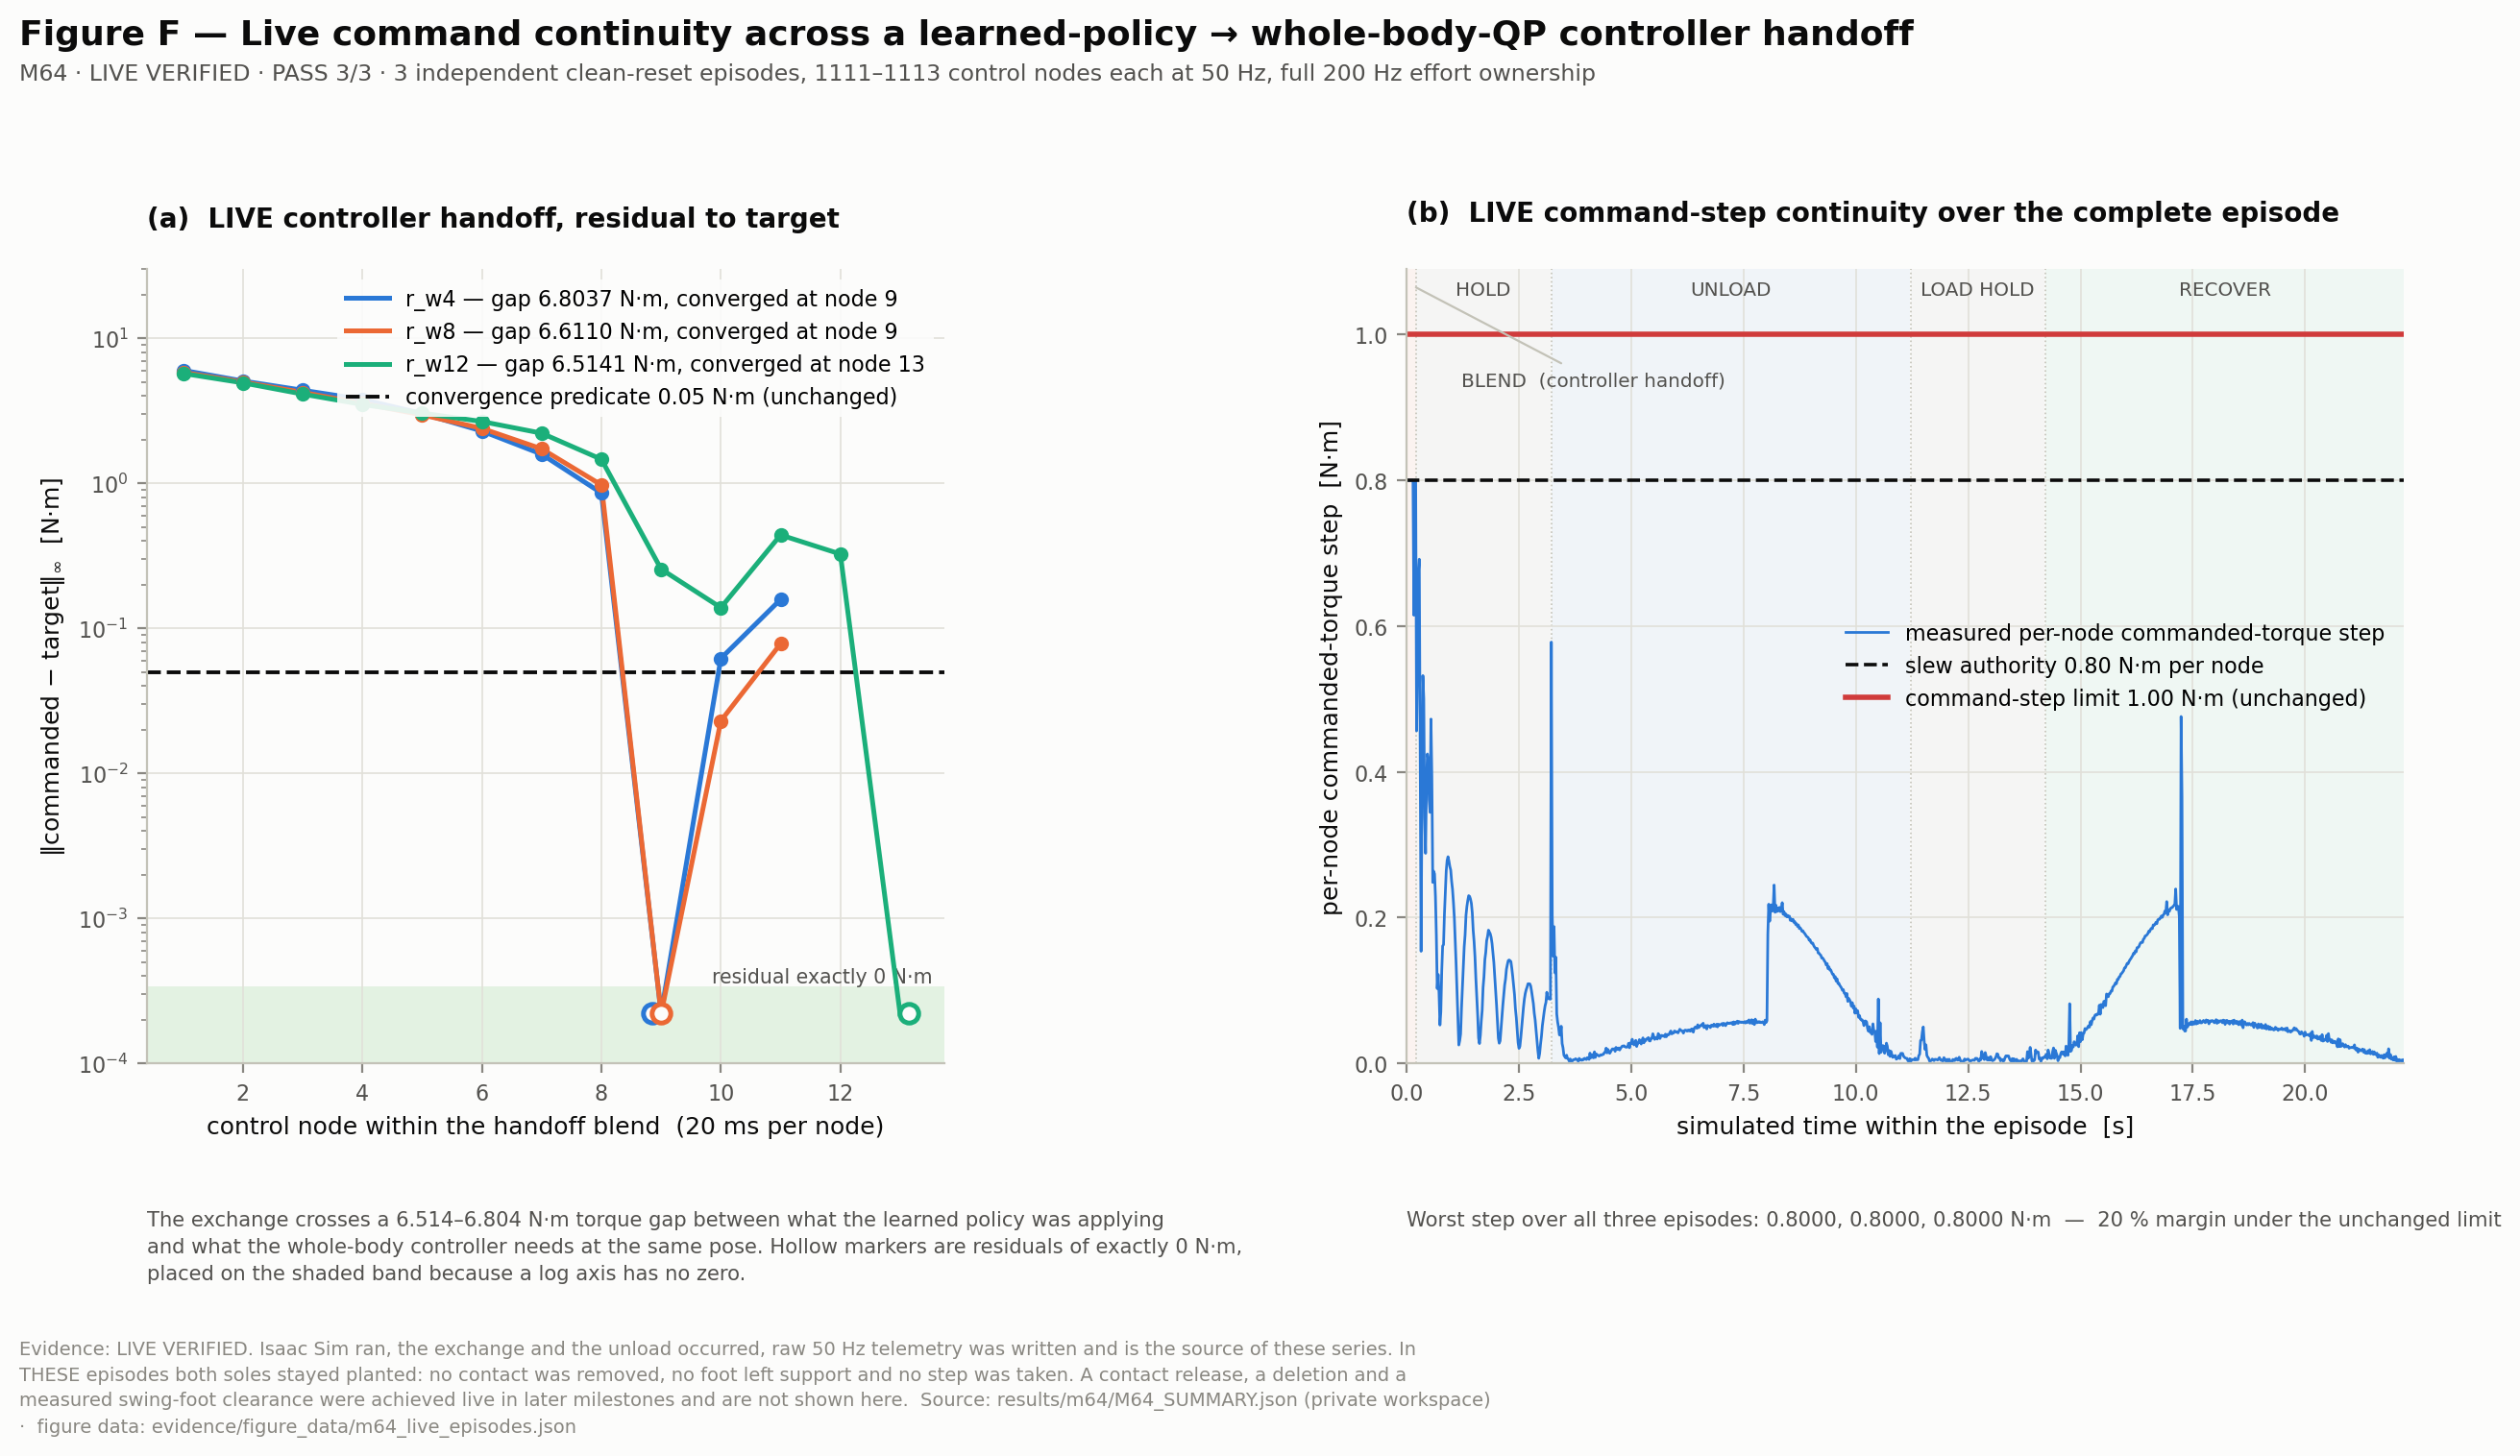 Figure F — Live command continuity across a learned-policy → whole-body-QP controller handoff
M64 · LIVE VERIFIED · PASS 3/3 · 3 independent clean-reset episodes, 1111–1113 control nodes each at 50 Hz, full 200 Hz effort ownership
(a) LIVE controller handoff, residual to target
r_w4 — gap 6.8037 N·m, converged at node 9
r_w8 — gap 6.6110 N·m, converged at node 9
r_w12 — gap 6.5141 N·m, converged at node 13
convergence predicate 0.05 N·m (unchanged)
‖commanded − target‖∞ [N·m]
10¹
10⁰
10⁻¹
10⁻²
10⁻³
10⁻⁴
residual exactly 0 N·m
2 4 6 8 10 12
control node within the handoff blend (20 ms per node)
The exchange crosses a 6.514–6.804 N·m torque gap between what the learned policy was applying
and what the whole-body controller needs at the same pose. Hollow markers are residuals of exactly 0 N·m,
placed on the shaded band because a log axis has no zero.
(b) LIVE command-step continuity over the complete episode
HOLD UNLOAD LOAD HOLD RECOVER
BLEND (controller handoff)
per-node commanded-torque step [N·m]
1.0
0.8
0.6
0.4
0.2
0.0
measured per-node commanded-torque step
slew authority 0.80 N·m per node
command-step limit 1.00 N·m (unchanged)
0.0 2.5 5.0 7.5 10.0 12.5 15.0 17.5 20.0
simulated time within the episode [s]
Worst step over all three episodes: 0.8000, 0.8000, 0.8000 N·m — 20 % margin under the unchanged limit
Evidence: LIVE VERIFIED. Isaac Sim ran, the exchange and the unload occurred, raw 50 Hz telemetry was written and is the source of these series. In
THESE episodes both soles stayed planted: no contact was removed, no foot left support and no step was taken. A contact release, a deletion and a
measured swing-foot clearance were achieved live in later milestones and are not shown here. Source: results/m64/M64_SUMMARY.json (private workspace)
· figure data: evidence/figure_data/m64_live_episodes.json